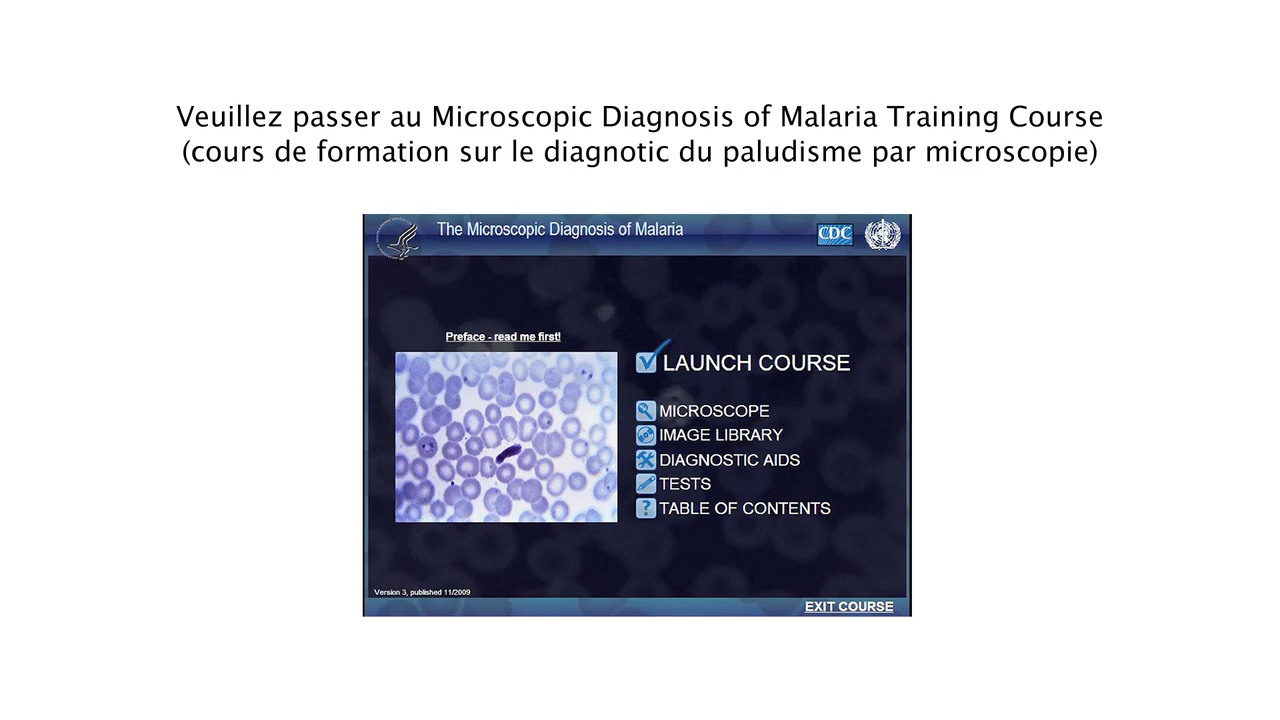 Veuillez passer au Microscopic Diagnosis of Malaria Training Course
(cours de formation sur le diagnotic du paludisme par microscopie)
The Microscopic Diagnosis of Malaria
CDC
Preface - read me first!
LAUNCH COURSE
MICROSCOPE
IMAGE LIBRARY
DIAGNOSTIC AIDS
TESTS
TABLE OF CONTENTS
Version 3, published 11/2009
EXIT COURSE